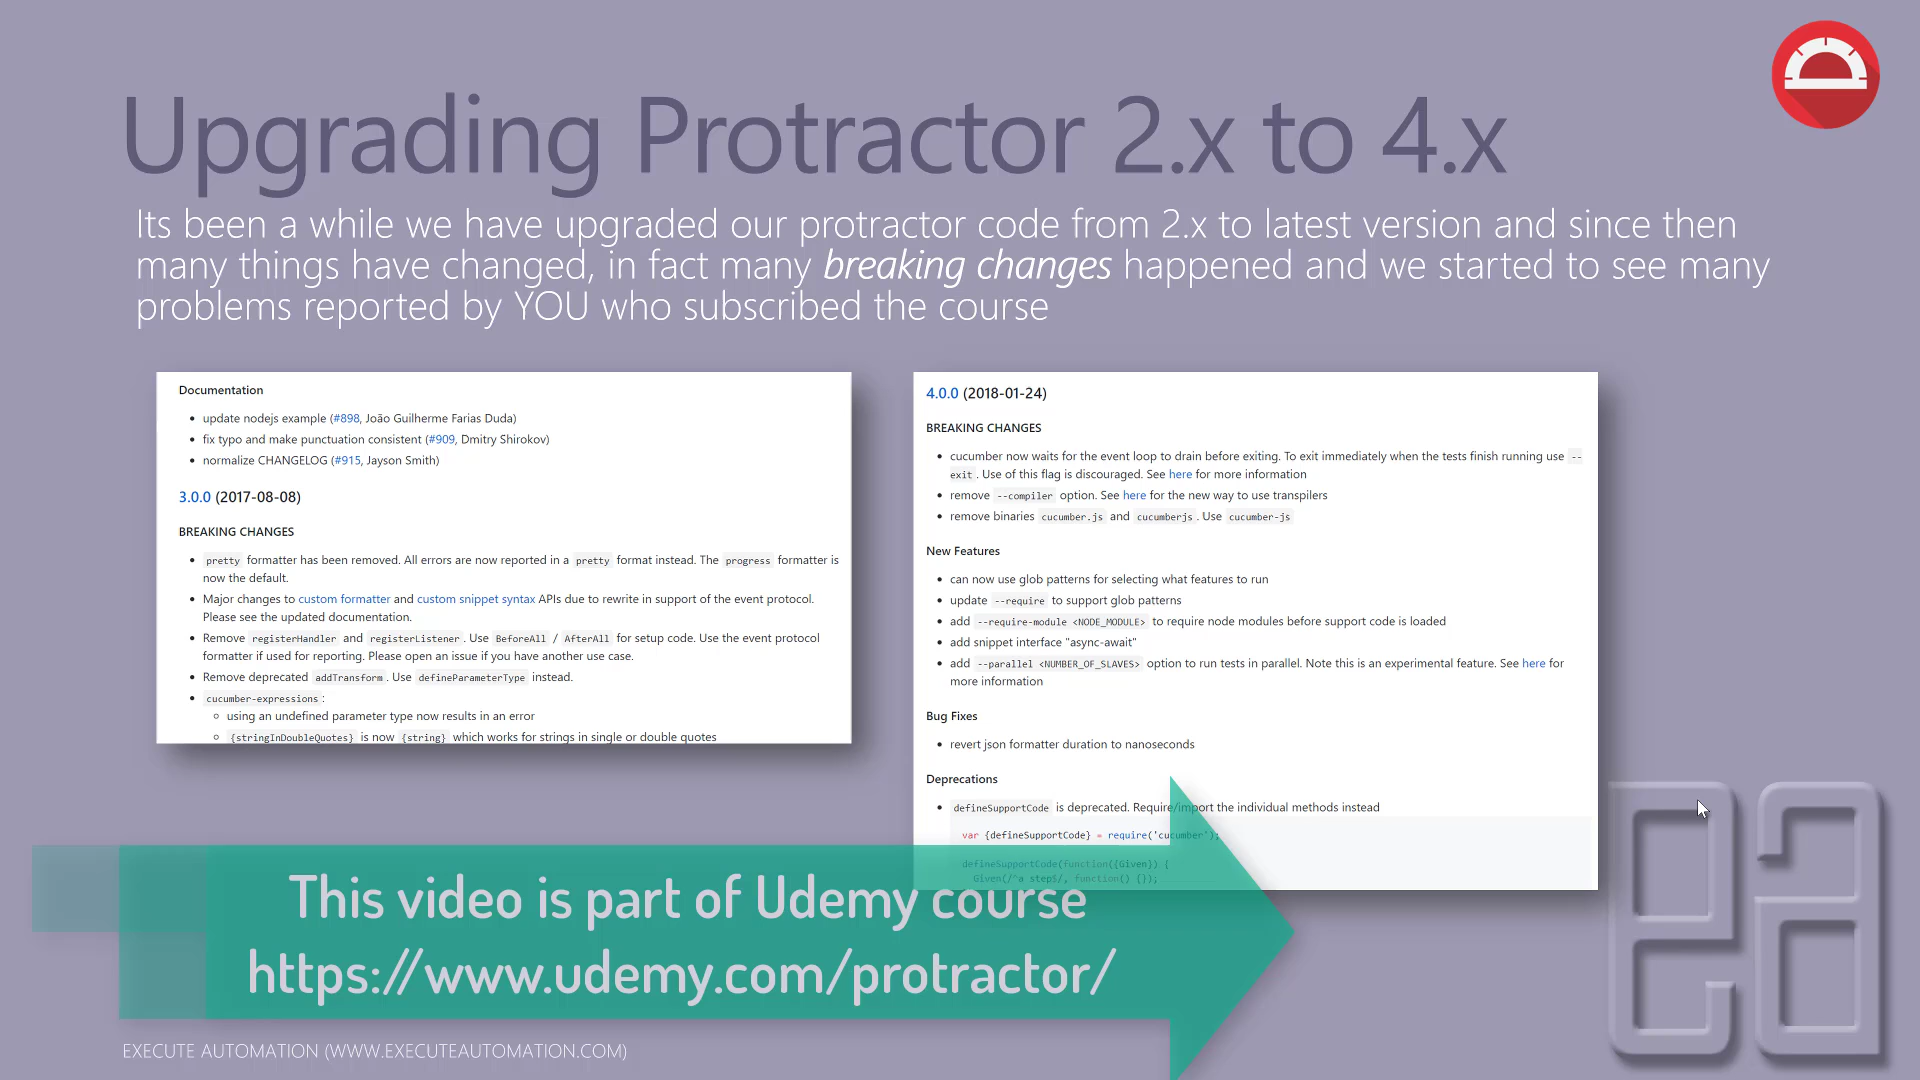 Upgrading Protractor 2.x to 4.x
Its been a while we have upgraded our protractor code from 2.x to latest version and since then
many things have changed, in fact many breaking changes happened and we started to see many
problems reported by YOU who subscribed the course
Documentation
update nodejs example (#898, João Guilherme Farias Duda)
fix typo and make punctuation consistent (#909, Dmitry Shirokov)
normalize CHANGELOG (#915, Jayson Smith)
3.0.0 (2017-08-08)
BREAKING CHANGES
pretty formatter has been removed. All errors are now reported in a pretty format instead. The progress formatter is
now the default.
Major changes to custom formatter and custom snippet syntax APIs due to rewrite in support of the event protocol.
Please see the updated documentation.
Remove registerHandler and registerListener. Use BeforeAll / AfterAll for setup code. Use the event protocol
formatter if used for reporting. Please open an issue if you have another use case.
Remove deprecated addTransform. Use defineParameterType instead.
cucumber-expressions:
using an undefined parameter type now results in an error
{stringInDoubleQuotes} is now {string} which works for strings in single or double quotes
4.0.0 (2018-01-24)
BREAKING CHANGES
cucumber now waits for the event loop to drain before exiting. To exit immediately when the tests finish running use --
exit. Use of this flag is discouraged. See here for more information
remove --compiler option. See here for the new way to use transpilers
remove binaries cucumber.js and cucumberjs. Use cucumber-js
New Features
can now use glob patterns for selecting what features to run
update --require to support glob patterns
add --require-module <NODE_MODULE> to require node modules before support code is loaded
add snippet interface "async-await"
add --parallel <NUMBER_OF_SLAVES> option to run tests in parallel. Note this is an experimental feature. See here for
more information
Bug Fixes
revert json formatter duration to nanoseconds
Deprecations
defineSupportCode is deprecated. Require/import the individual methods instead
var {defineSupportCode} = require('cucumber');
defineSupportCode(function({Given}) {
Given(/^a step$/, function() {});
This video is part of Udemy course
https://www.udemy.com/protractor/
EXECUTE AUTOMATION (WWW.EXECUTEAUTOMATION.COM)